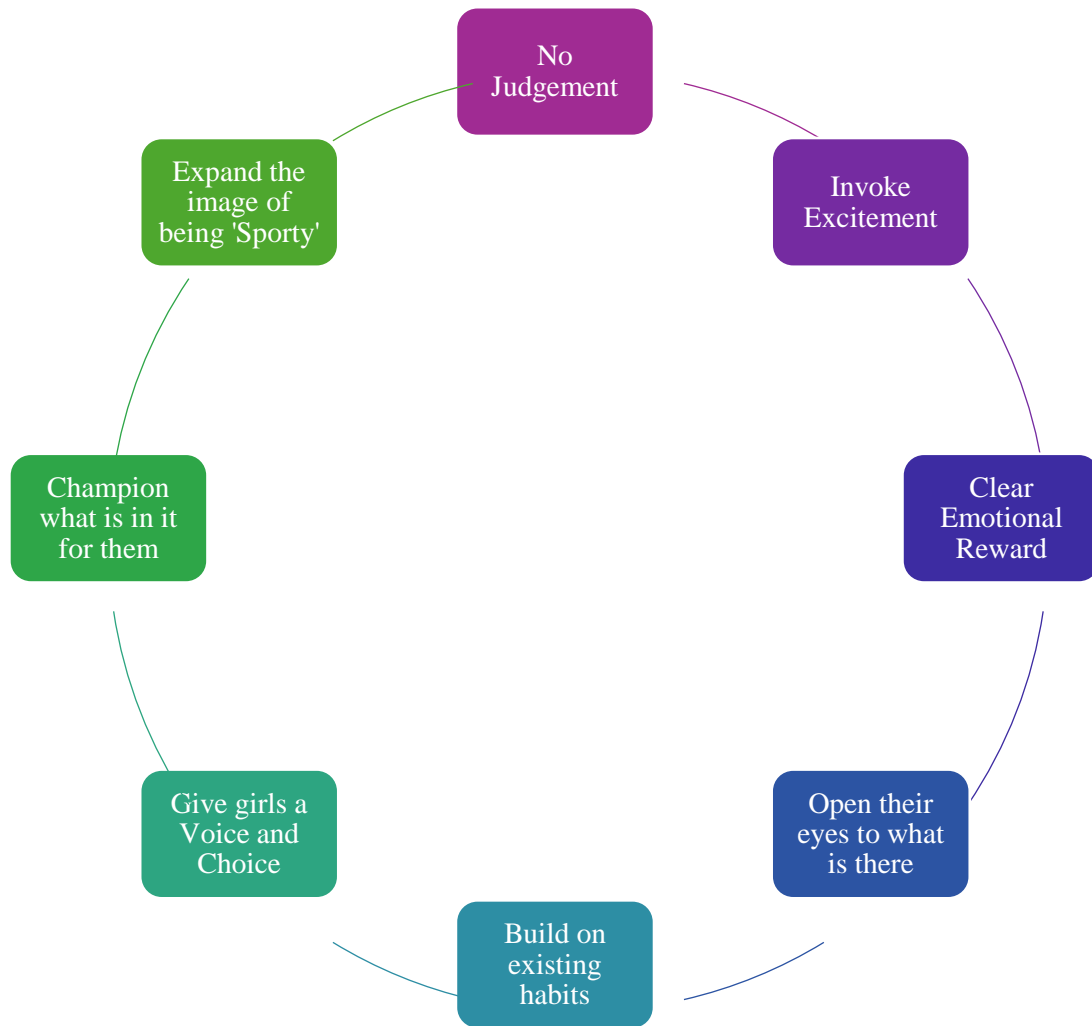 No
Judgement
Invoke
Excitement
Clear
Emotional
Reward
Open their
eyes to what
is there
Build on
existing
habits
Give girls a
Voice and
Choice
Champion
what is in it
for them
Expand the
image of
being 'Sporty'